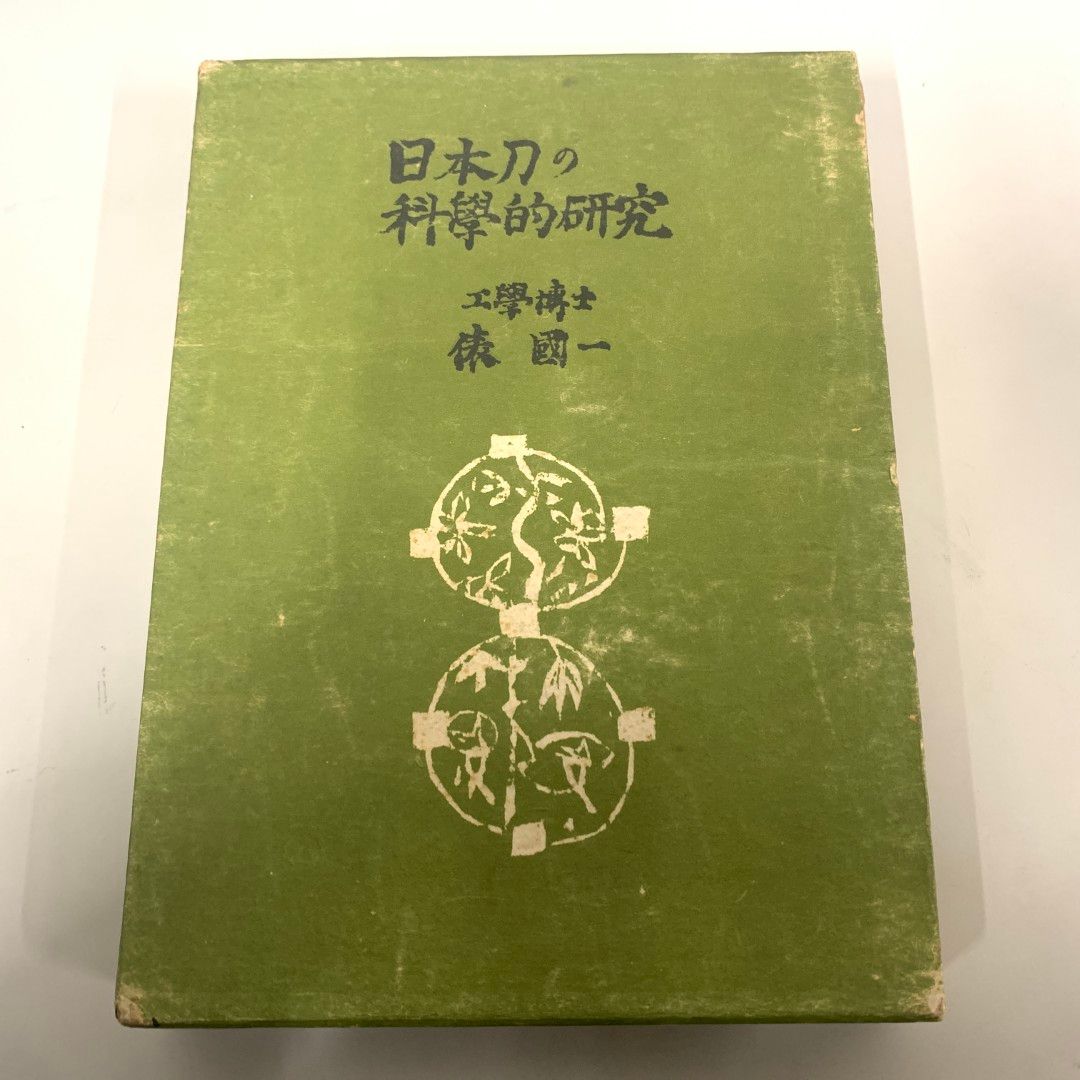 日本刀の
科學的研究
工學博士
俵 國一